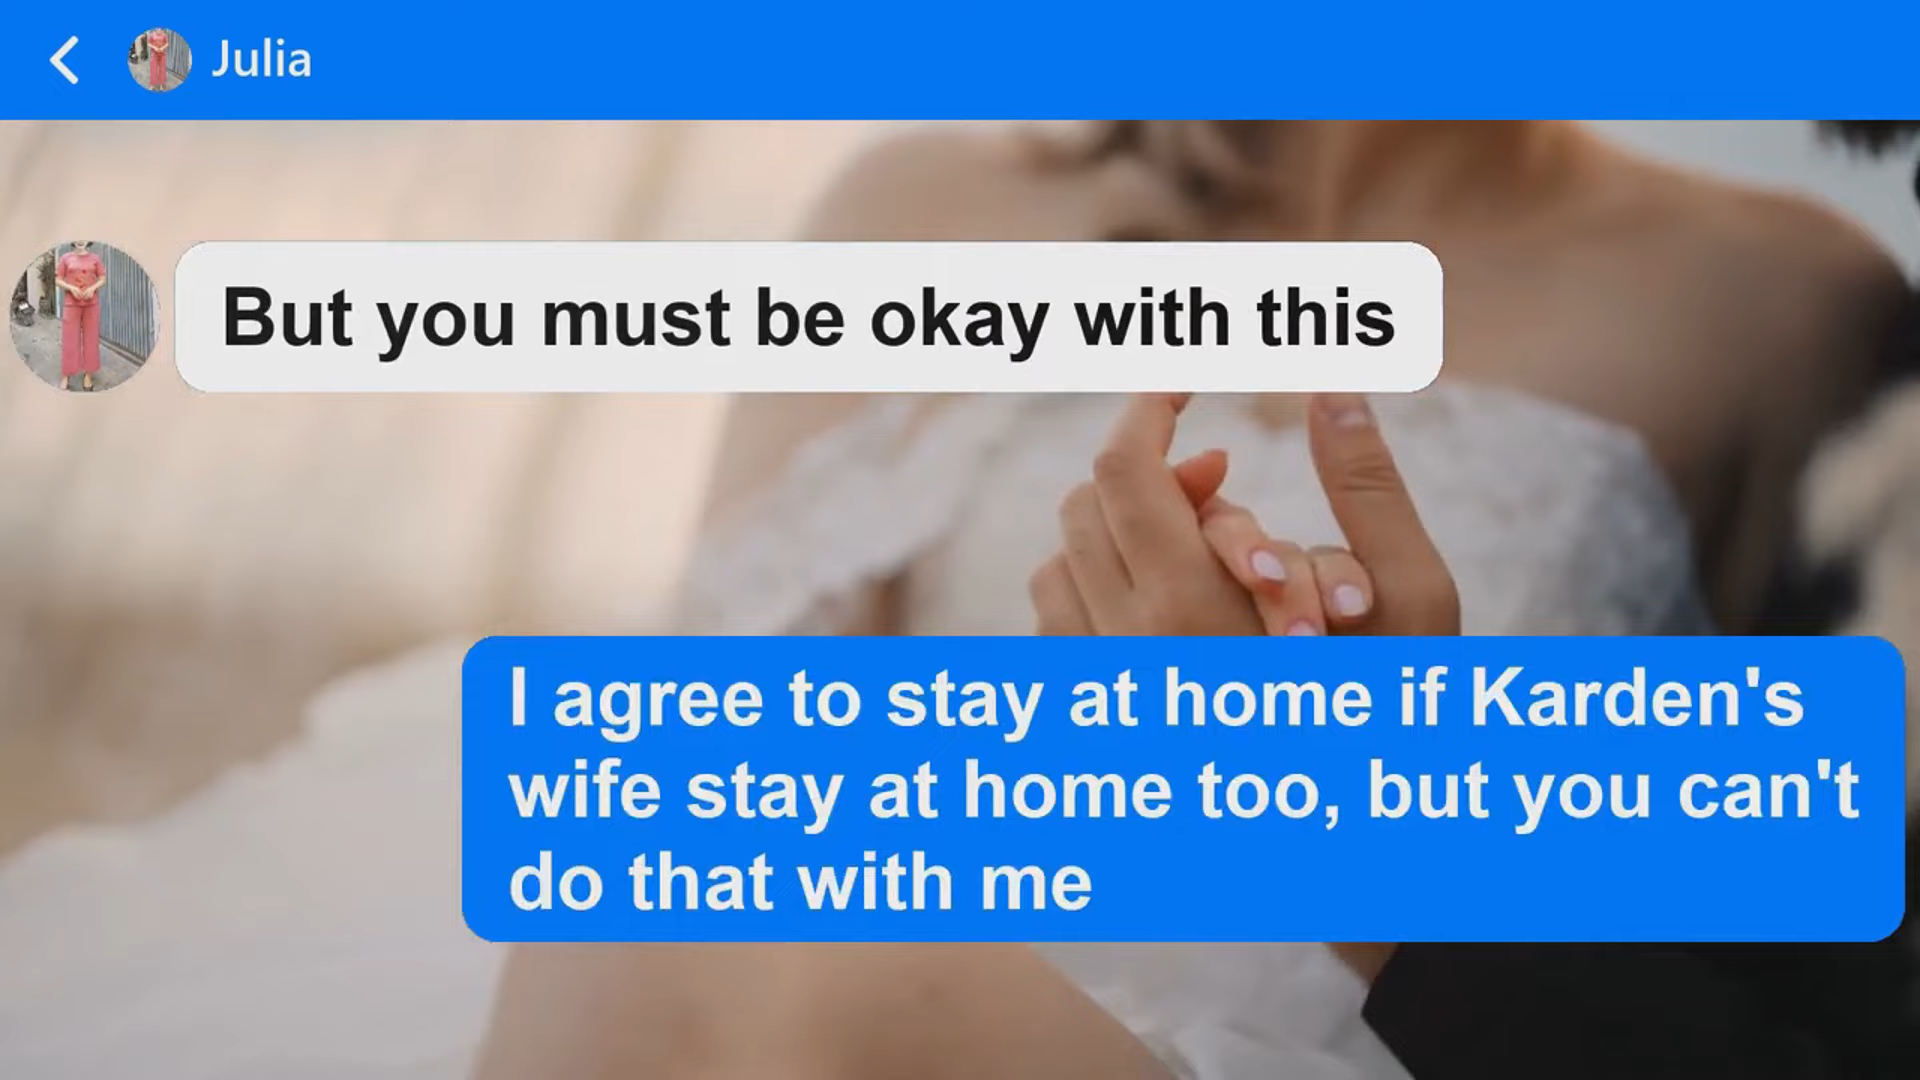 Julia
But you must be okay with this
I agree to stay at home if Karden's
wife stay at home too, but you can't
do that with me